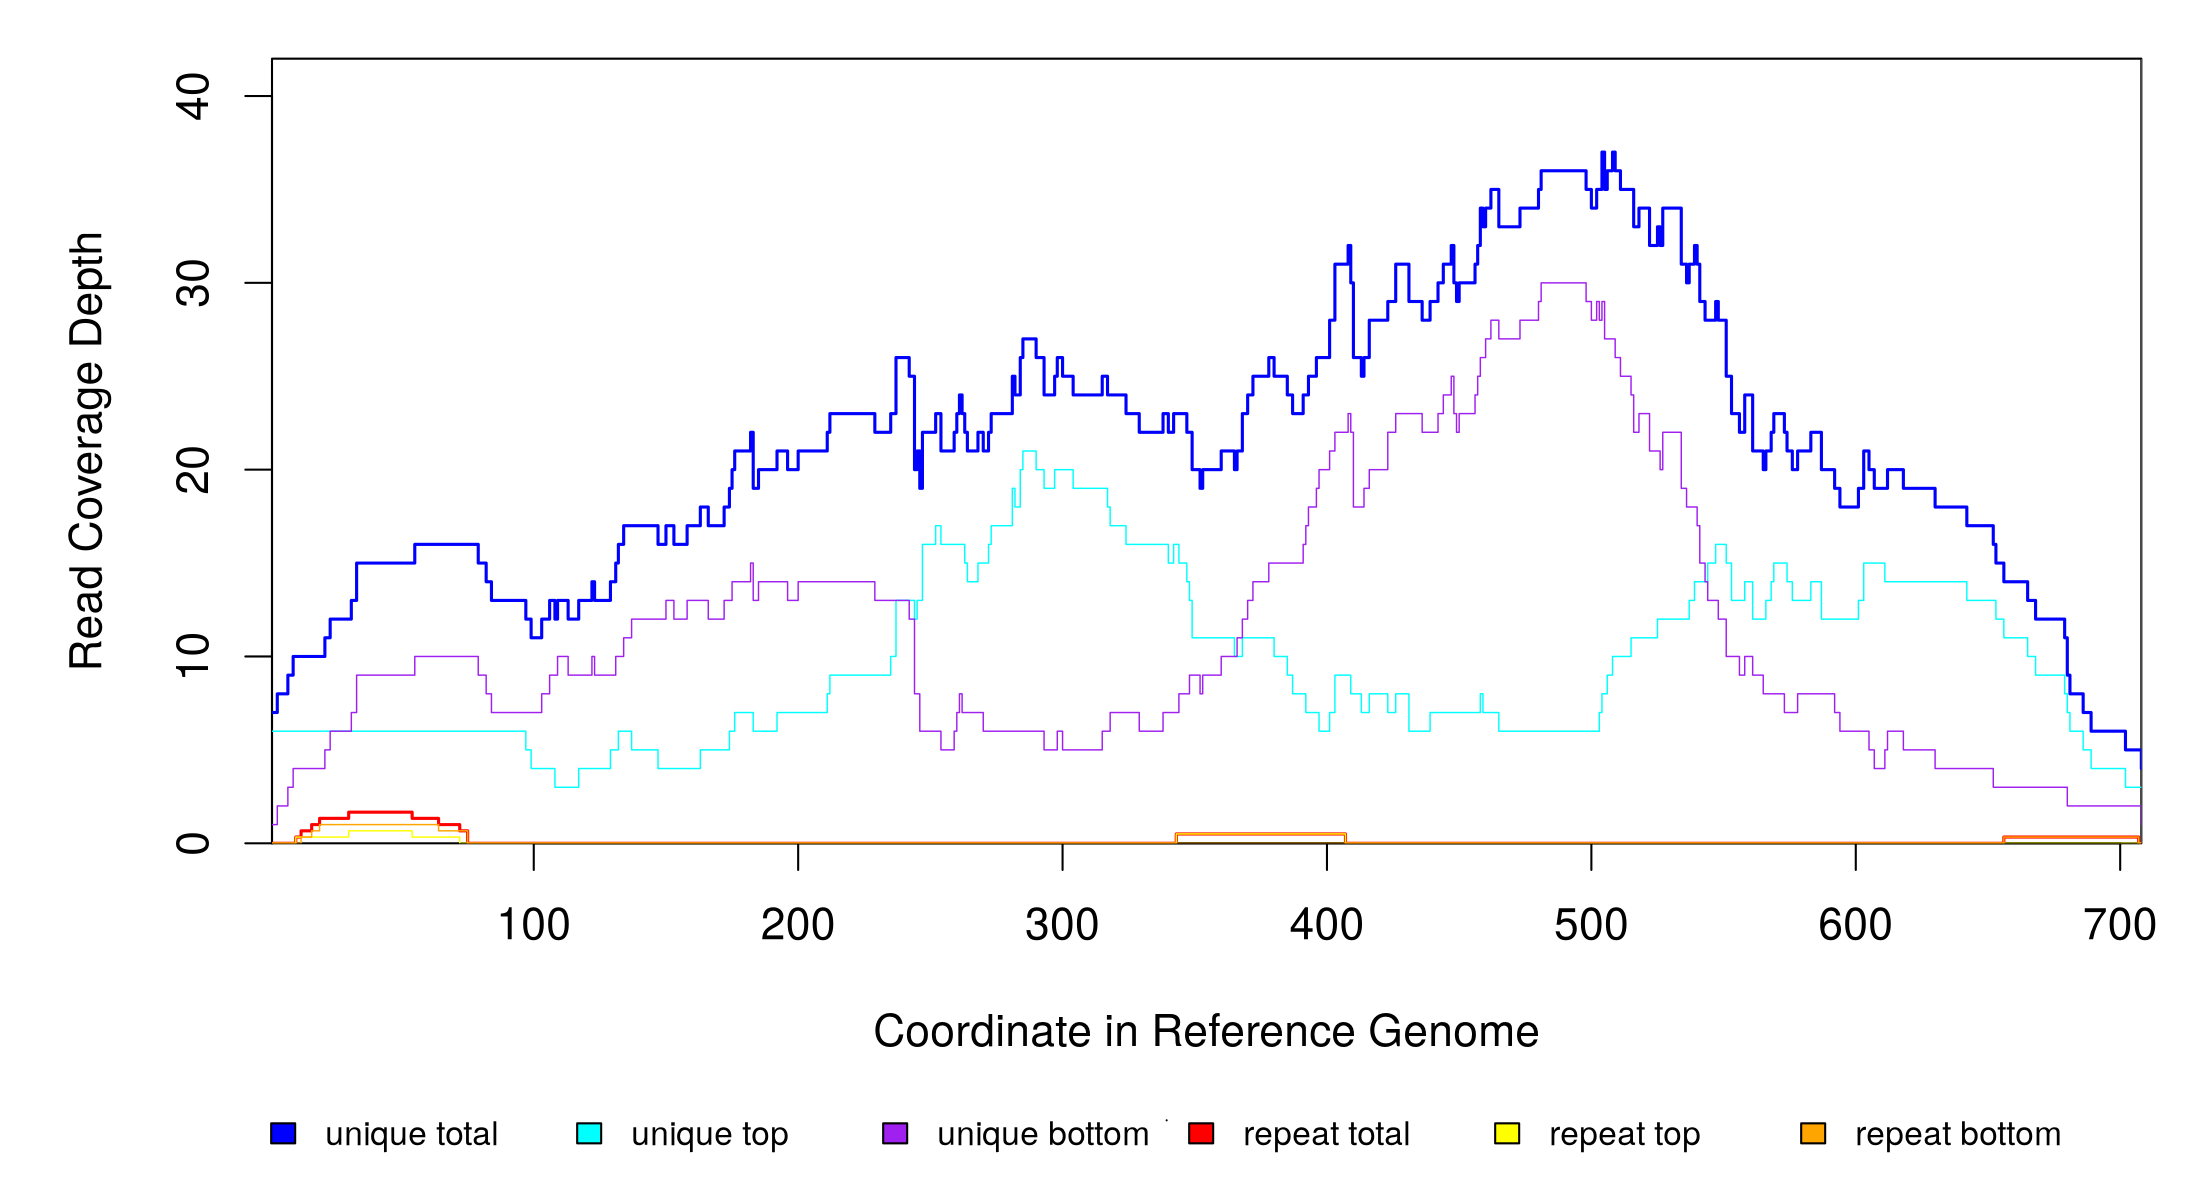 Read Coverage Depth
40
30
20
10
0
100 200 300 400 500 600 700
Coordinate in Reference Genome
unique total unique top unique bottom repeat total repeat top repeat bottom